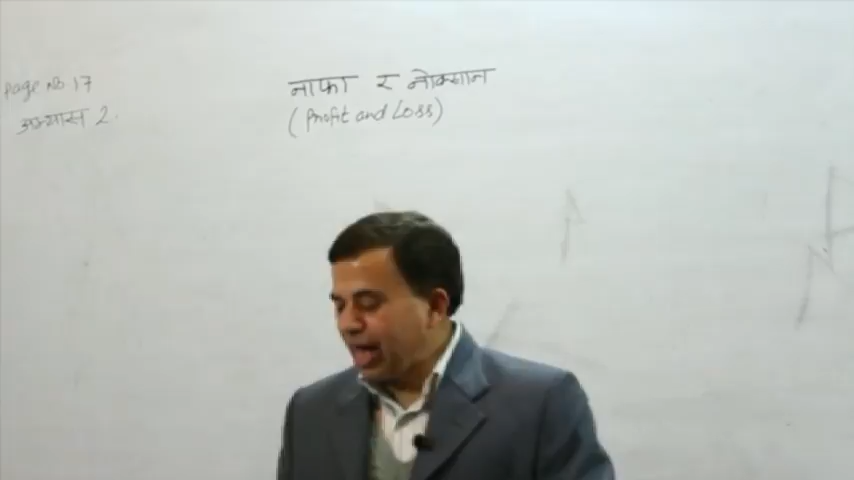 Page No. 17
अभ्यास 2.
नाफा र नोक्सान
(Profit and Loss)